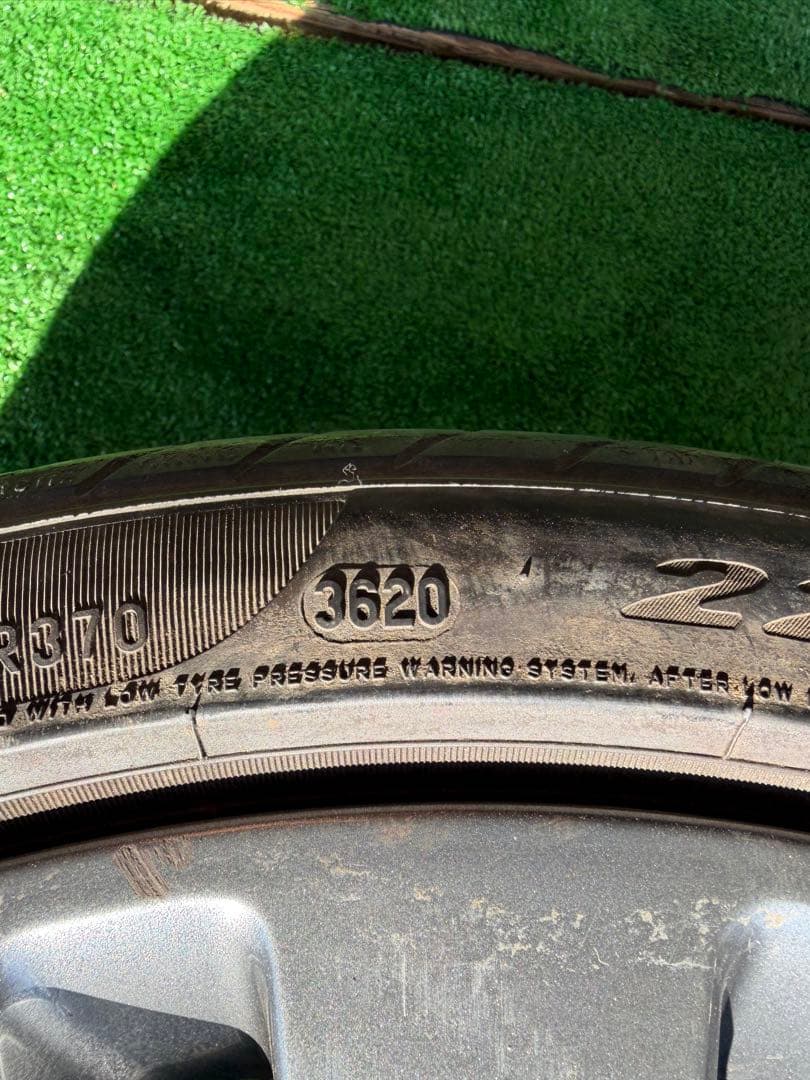 R370
3620
WITH LOW TYRE PRESSURE WARNING SYSTEM. AFTER LOW